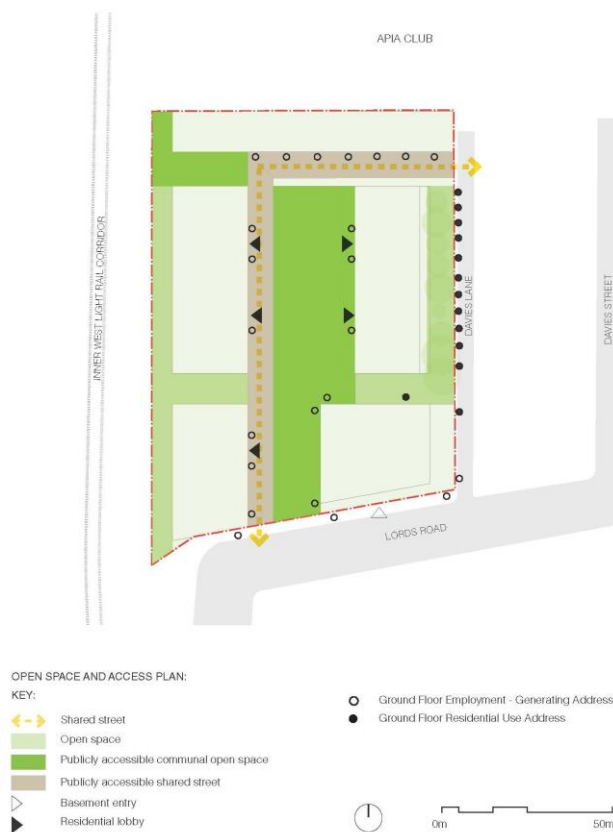 APIA CLUB
INNER WEST LIGHT RAIL CORRIDOR
DAVIES LANE
DAVIES STREET
LORDS ROAD
OPEN SPACE AND ACCESS PLAN:
KEY:
Shared street
Open space
Publicly accessible communal open space
Publicly accessible shared street
Basement entry
Residential lobby
Ground Floor Employment - Generating Address
Ground Floor Residential Use Address
0m
50m